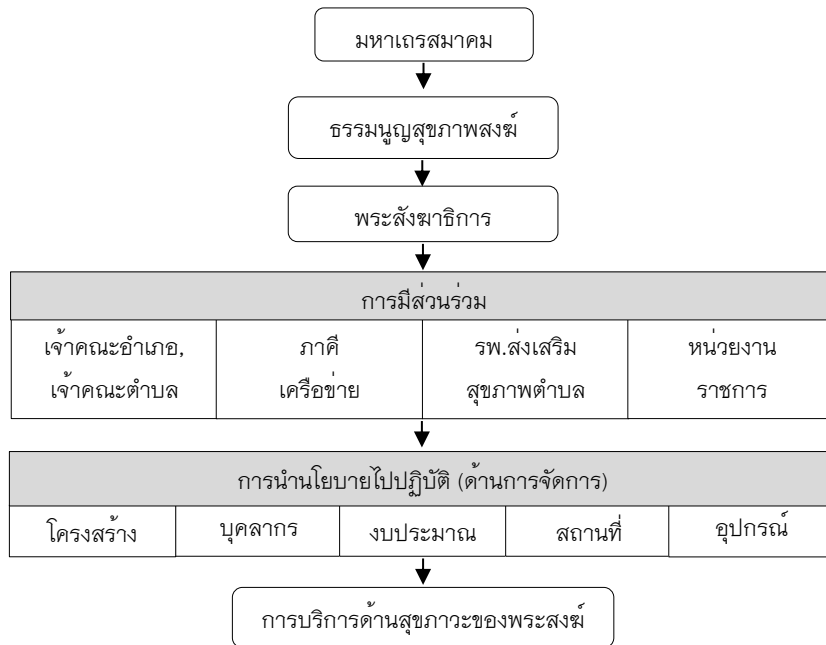 มหาเถรสมาคม
ธรรมนูญสุขภาพสงฆ์
พระสังฆาธิการ
การมีส่วนร่วม
เจ้าคณะอำเภอ,
เจ้าคณะตำบล
ภาคี
เครือข่าย
รพ.ส่งเสริม
สุขภาพตำบล
หน่วยงาน
ราชการ
การนำนโยบายไปปฏิบัติ (ด้านการจัดการ)
โครงสร้าง
บุคลากร
งบประมาณ
สถานที่
อุปกรณ์
การบริการด้านสุขภาวะของพระสงฆ์